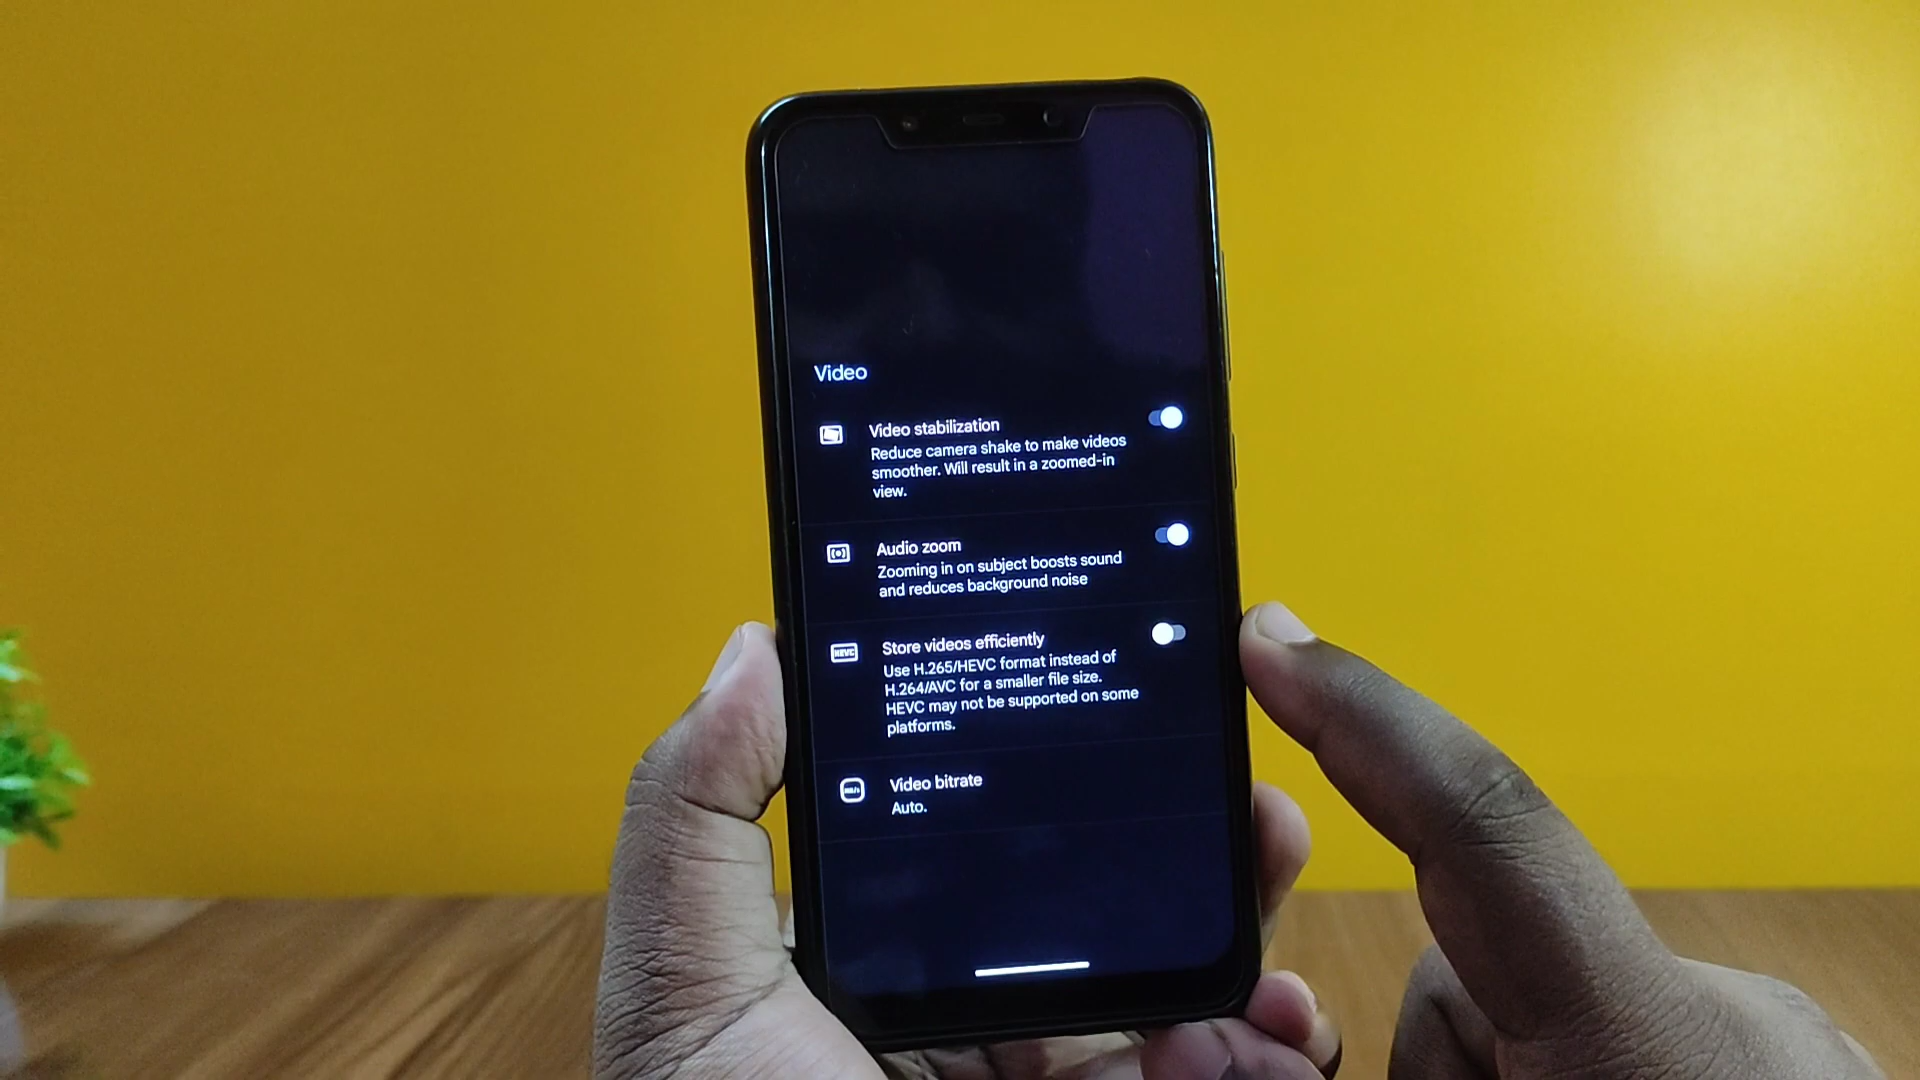 Video
Video stabilization
Reduce camera shake to make videos
smoother. Will result in a zoomed-in
view.
Audio zoom
Zooming in on subject boosts sound
and reduces background noise
HEVC
Store videos efficiently
Use H.265/HEVC format instead of
H.264/AVC for a smaller file size.
HEVC may not be supported on some
platforms.
Video bitrate
Auto.